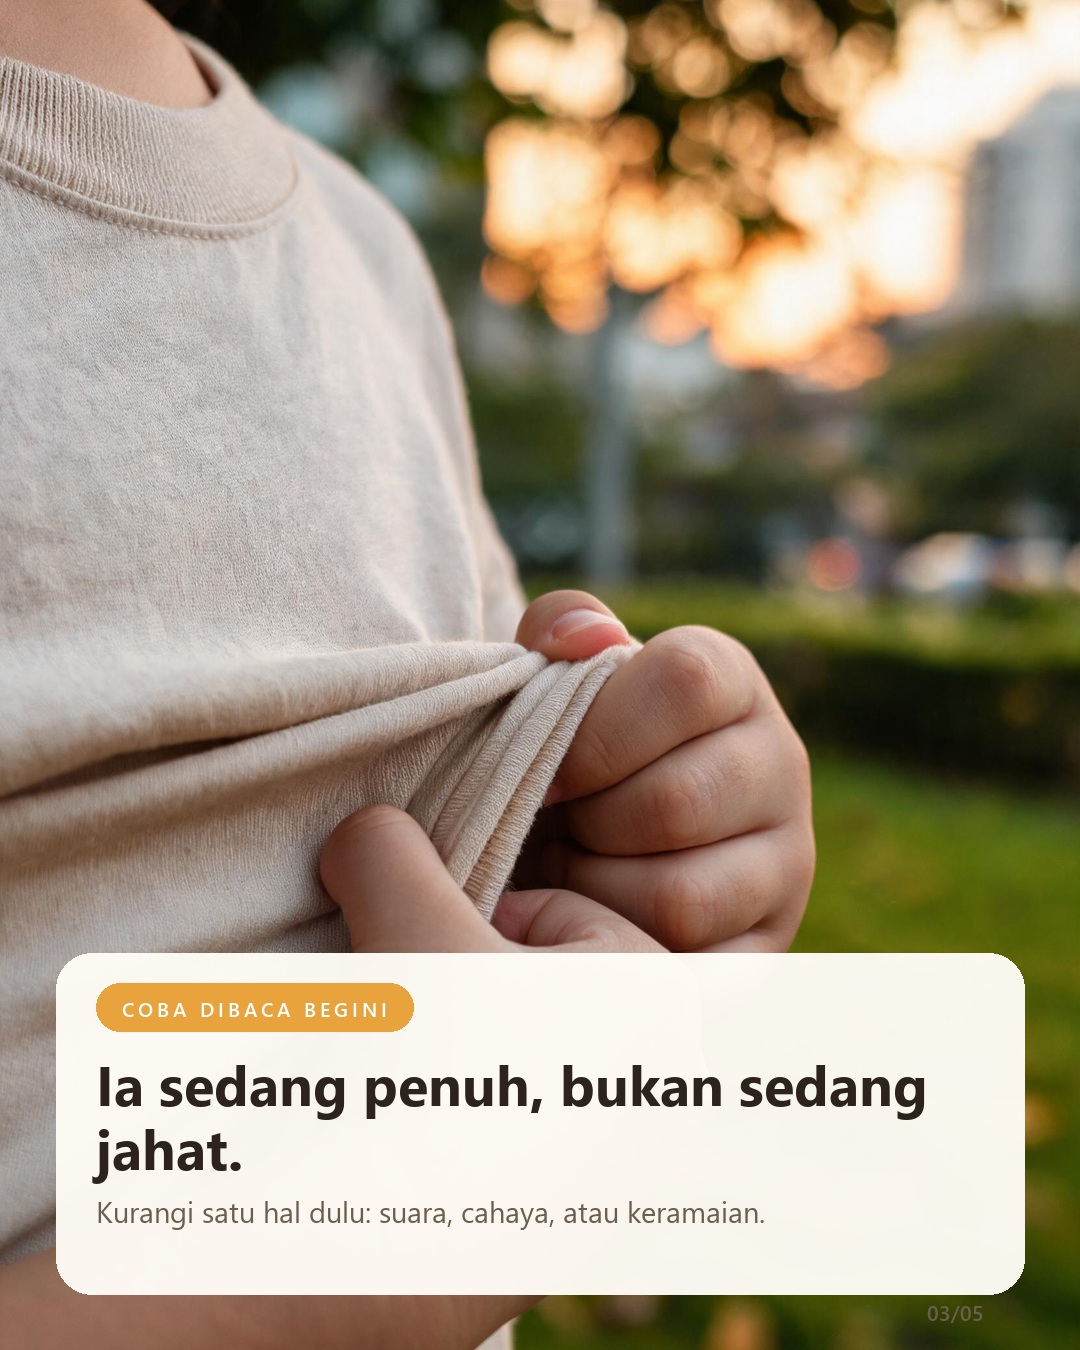 COBA DIBACA BEGINI
Ia sedang penuh, bukan sedang
jahat.
Kurangi satu hal dulu: suara, cahaya, atau keramaian.
03/05